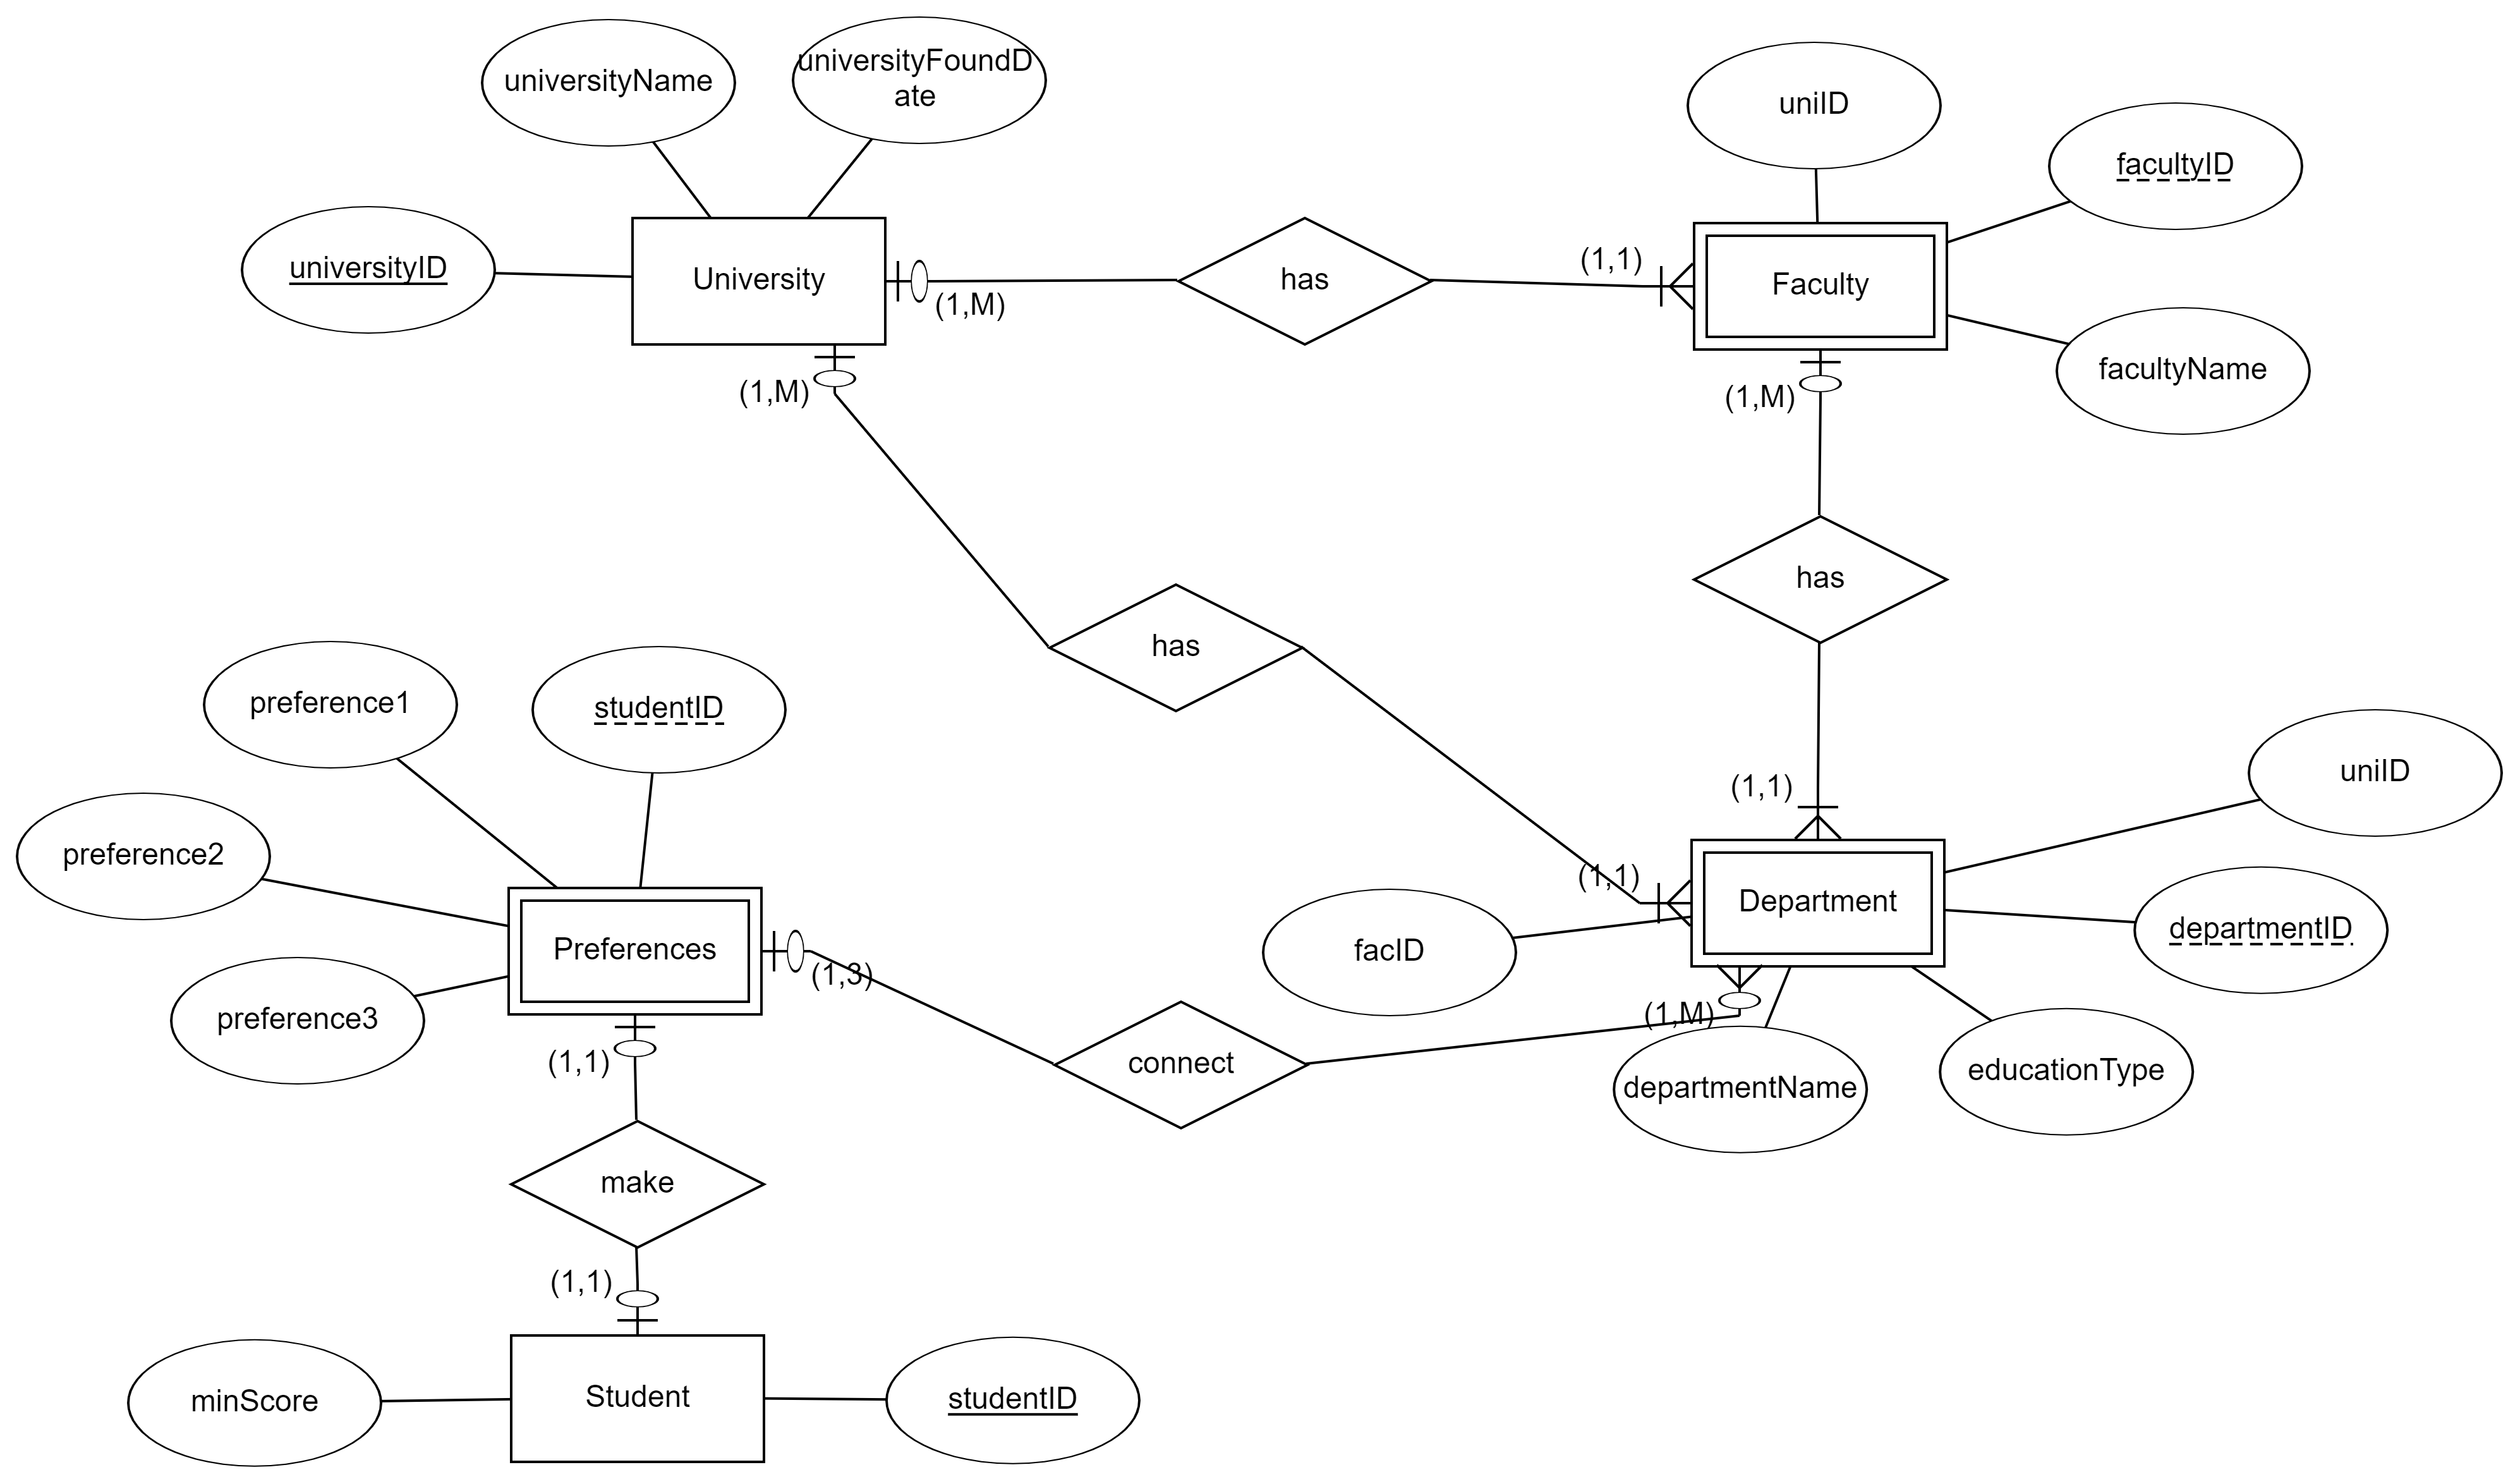 universityName
universityFoundD
ate
uniID
facultyID
universityID
University
has
(1,1)
Faculty
(1,M)
facultyName
(1,M)
(1,M)
has
has
preference1
studentID
uniID
(1,1)
preference2
(1,1)
Department
departmentID
Preferences
facID
(1,3)
preference3
(1,M)
(1,1)
connect
departmentName
educationType
make
(1,1)
minScore
Student
studentID